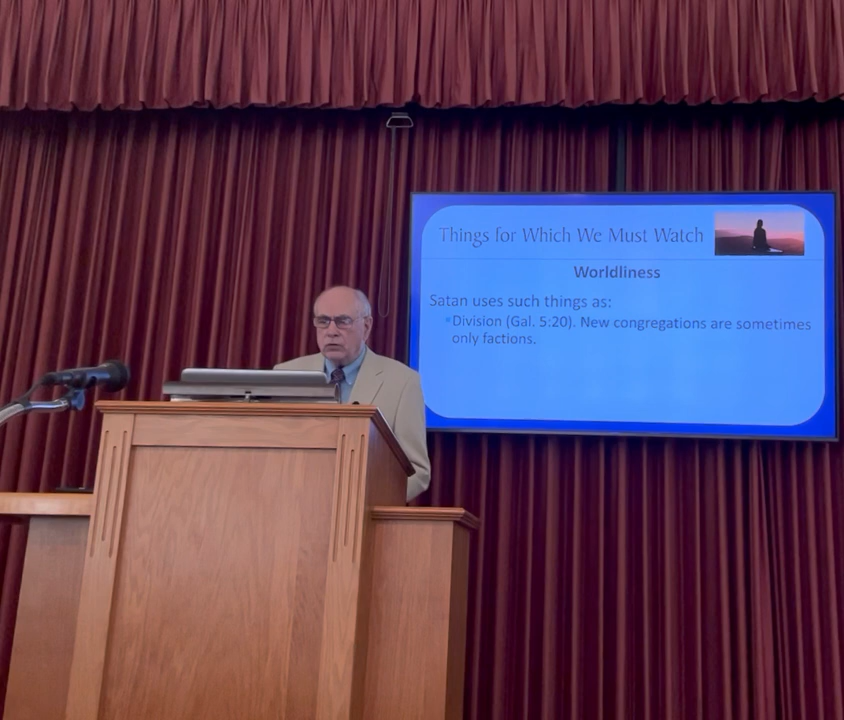 Things for Which We Must Watch
Worldliness
Satan uses such things as:
*Division (Gal. 5:20). New congregations are sometimes
only factions.